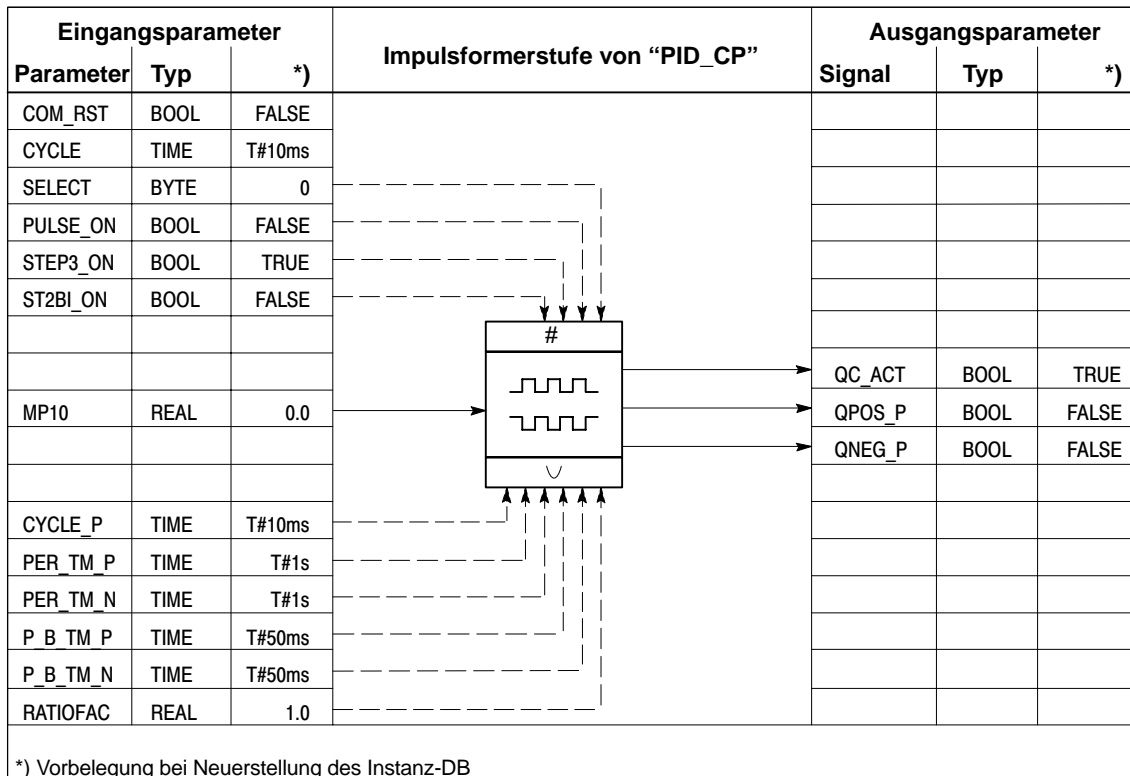 Eingangsparameter Impulsformerstufe von “PID_CP” Ausgangsparameter
Parameter Typ *) Signal Typ *)
COM_RST BOOL FALSE
CYCLE TIME T#10ms
SELECT BYTE 0
PULSE_ON BOOL FALSE
STEP3_ON BOOL TRUE
ST2BI_ON BOOL FALSE
#
QC_ACT BOOL TRUE
MP10 REAL 0.0 QPOS_P BOOL FALSE
QNEG_P BOOL FALSE
CYCLE_P TIME T#10ms
PER_TM_P TIME T#1s
PER_TM_N TIME T#1s
P_B_TM_P TIME T#50ms
P_B_TM_N TIME T#50ms
RATIOFAC REAL 1.0
*) Vorbelegung bei Neuerstellung des Instanz-DB